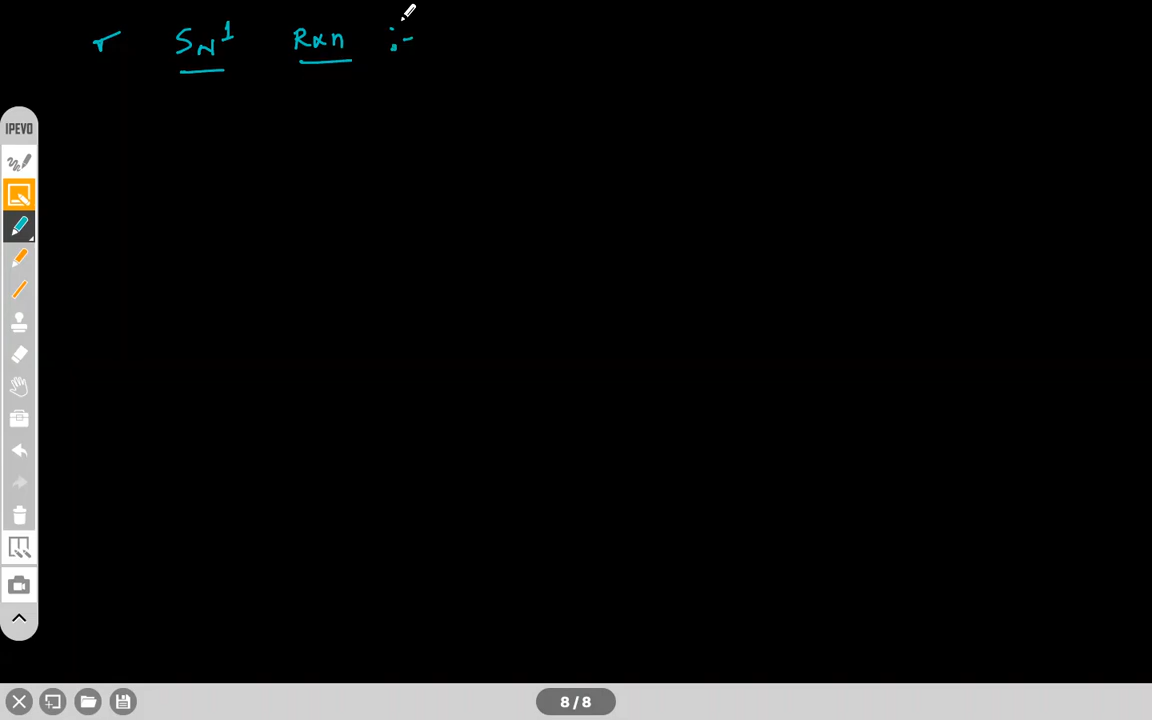 ✓ SN1 Rxn :-
IPEVO
8 / 8